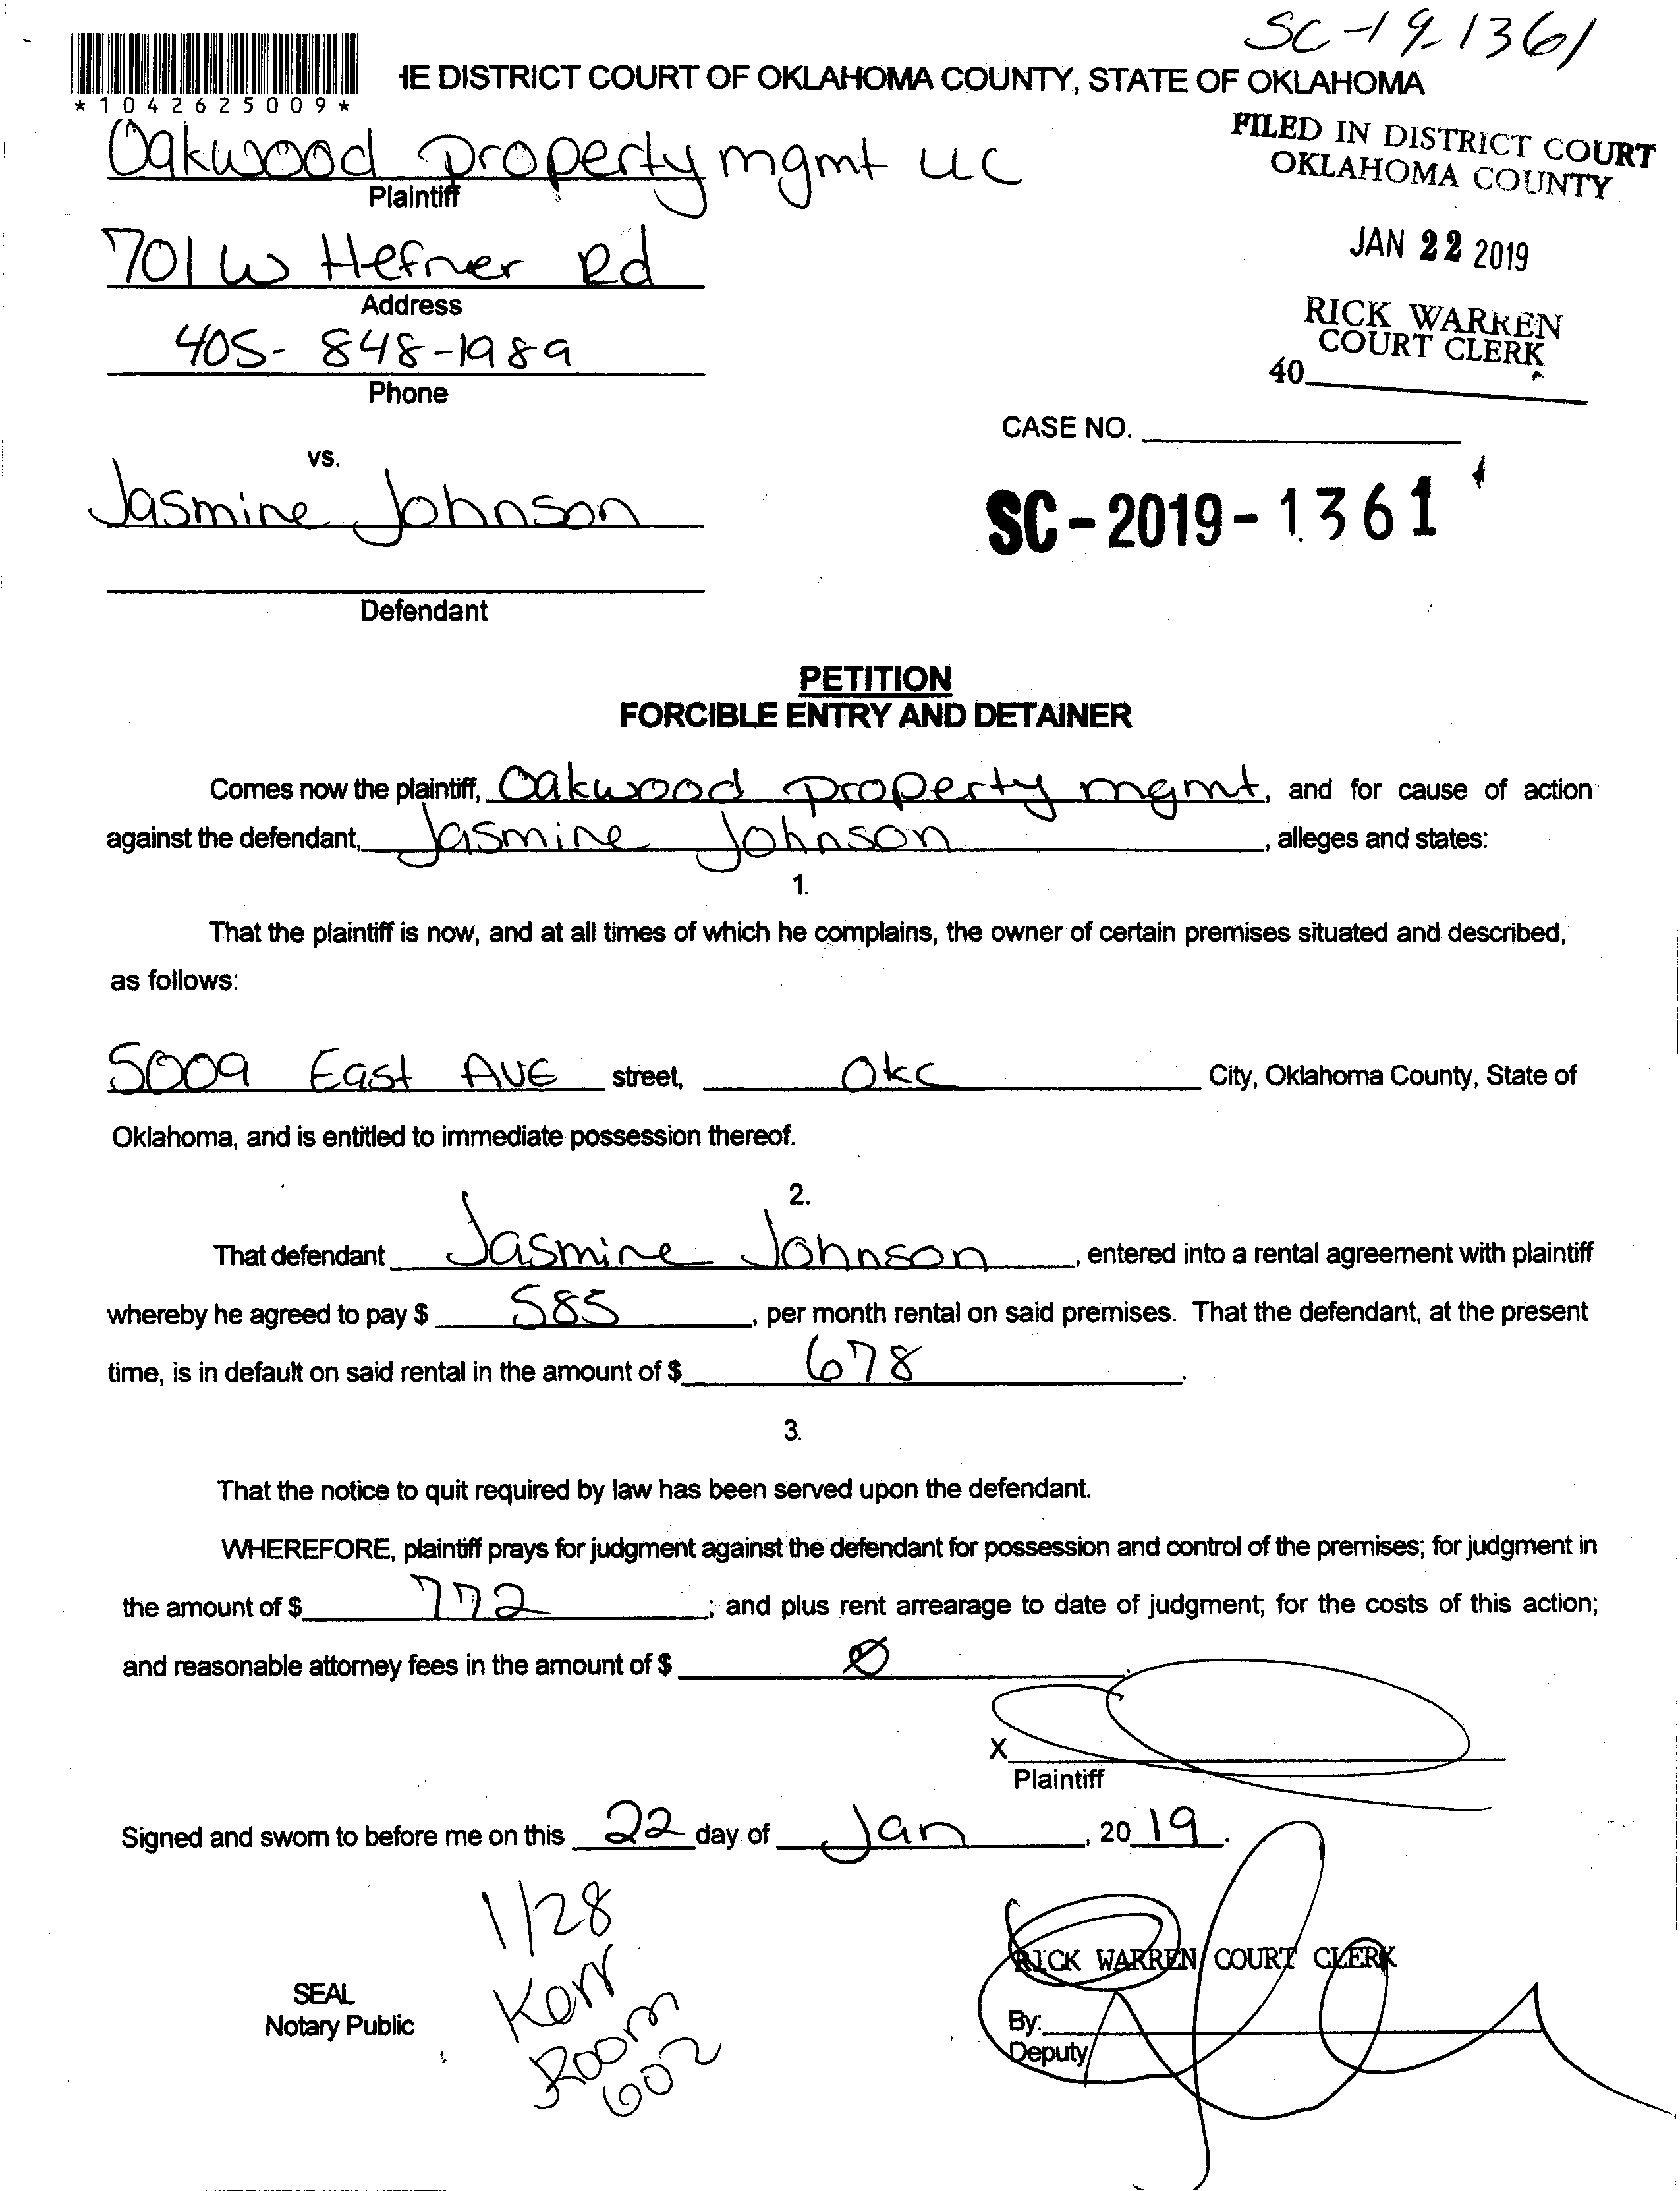 SC-19-1361
*1042625009*
HE DISTRICT COURT OF OKLAHOMA COUNTY, STATE OF OKLAHOMA
FILED IN DISTRICT COURT
OKLAHOMA COUNTY
JAN 22 2019
RICK WARREN
COURT CLERK
40
Oakwood property mgmt LLC
Plaintiff
701 W Hefner Rd
Address
405-848-1989
Phone
CASE NO.
vs.
Jasmine Johnson
SC-2019-1361
Defendant
PETITION
FORCIBLE ENTRY AND DETAINER
Comes now the plaintiff, Oakwood property mgmt, and for cause of action
against the defendant, Jasmine Johnson, alleges and states:
1.
That the plaintiff is now, and at all times of which he complains, the owner of certain premises situated and described,
as follows:
5009 East AVE street, OKC City, Oklahoma County, State of
Oklahoma, and is entitled to immediate possession thereof.
2.
That defendant Jasmine Johnson, entered into a rental agreement with plaintiff
whereby he agreed to pay $ 585, per month rental on said premises. That the defendant, at the present
time, is in default on said rental in the amount of $ 678.
3.
That the notice to quit required by law has been served upon the defendant.
WHEREFORE, plaintiff prays for judgment against the defendant for possession and control of the premises; for judgment in
the amount of $ 772; and plus rent arrearage to date of judgment; for the costs of this action;
and reasonable attorney fees in the amount of $ Ø.
X
Plaintiff
Signed and sworn to before me on this 22 day of Jan, 2019.
1/28
Kerr
Room
602
SEAL
Notary Public
RICK WARREN COURT CLERK
By:
Deputy